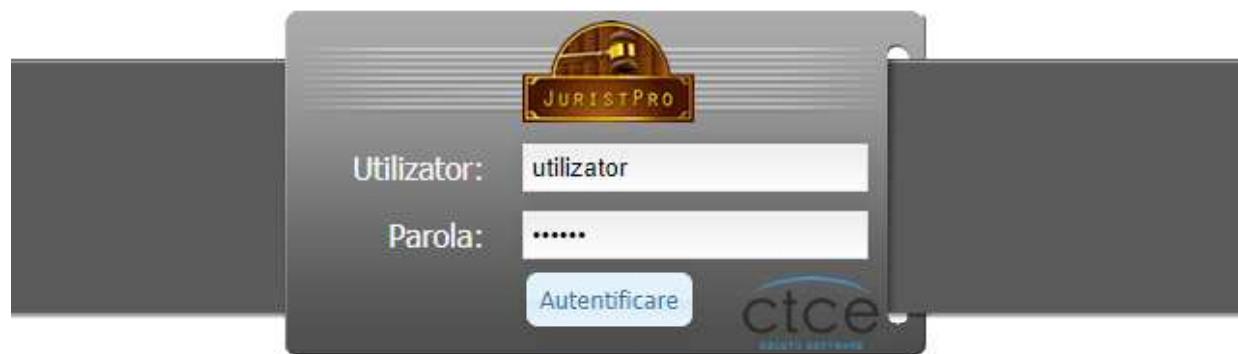 JURISTPRO
Utilizator: utilizator
Parola: ••••••
Autentificare
ctce